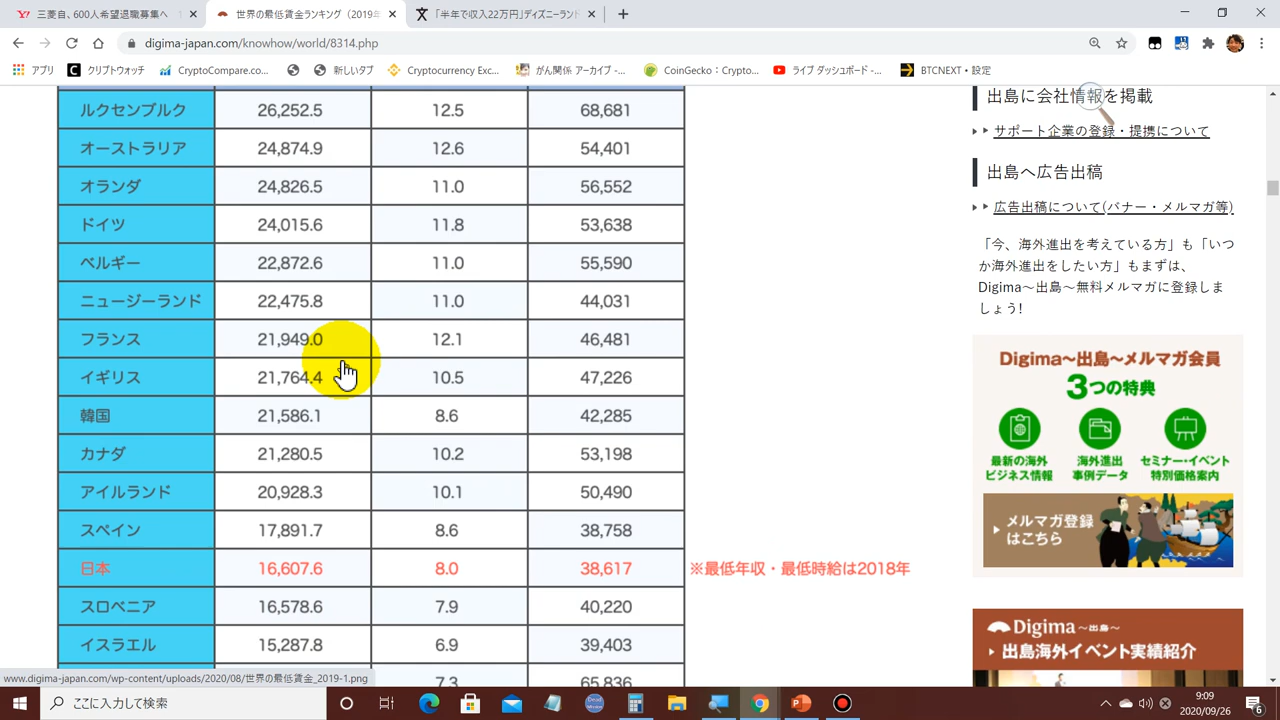 三菱自、600人希望退職募集へ 1
世界の最低賃金ランキング（2019年
「半年で収入22万円」ディズニーランド
digima-japan.com/knowhow/world/8314.php
アプリ
クリプトウォッチ
CryptoCompare.co...
新しいタブ
Cryptocurrency Exc...
がん関係 アーカイブ -...
CoinGecko : Crypto...
ライブ ダッシュボード -...
BTCNEXT・設定
ルクセンブルク 26,252.5 12.5 68,681
オーストラリア 24,874.9 12.6 54,401
オランダ 24,826.5 11.0 56,552
ドイツ 24,015.6 11.8 53,638
ベルギー 22,872.6 11.0 55,590
ニュージーランド 22,475.8 11.0 44,031
フランス 21,949.0 12.1 46,481
イギリス 21,764.4 10.5 47,226
韓国 21,586.1 8.6 42,285
カナダ 21,280.5 10.2 53,198
アイルランド 20,928.3 10.1 50,490
スペイン 17,891.7 8.6 38,758
日本 16,607.6 8.0 38,617 ※最低年収・最低時給は2018年
スロベニア 16,578.6 7.9 40,220
イスラエル 15,287.8 6.9 39,403
7.3 65,836
出島に会社情報を掲載
サポート企業の登録・提携について
出島へ広告出稿
広告出稿について(バナー・メルマガ等)
「今、海外進出を考えている方」も「いつ
か海外進出をしたい方」もまずは、
Digima〜出島〜無料メルマガに登録しま
しょう!
Digima〜出島〜メルマガ会員
3つの特典
最新の海外
ビジネス情報
海外進出
事例データ
セミナー・イベント
特別価格案内
メルマガ登録
はこちら
Digima〜出島〜
出島海外イベント実績紹介
www.digima-japan.com/wp-content/uploads/2020/08/世界の最低賃金_2019-1.png
ここに入力して検索
9:09
2020/09/26
6